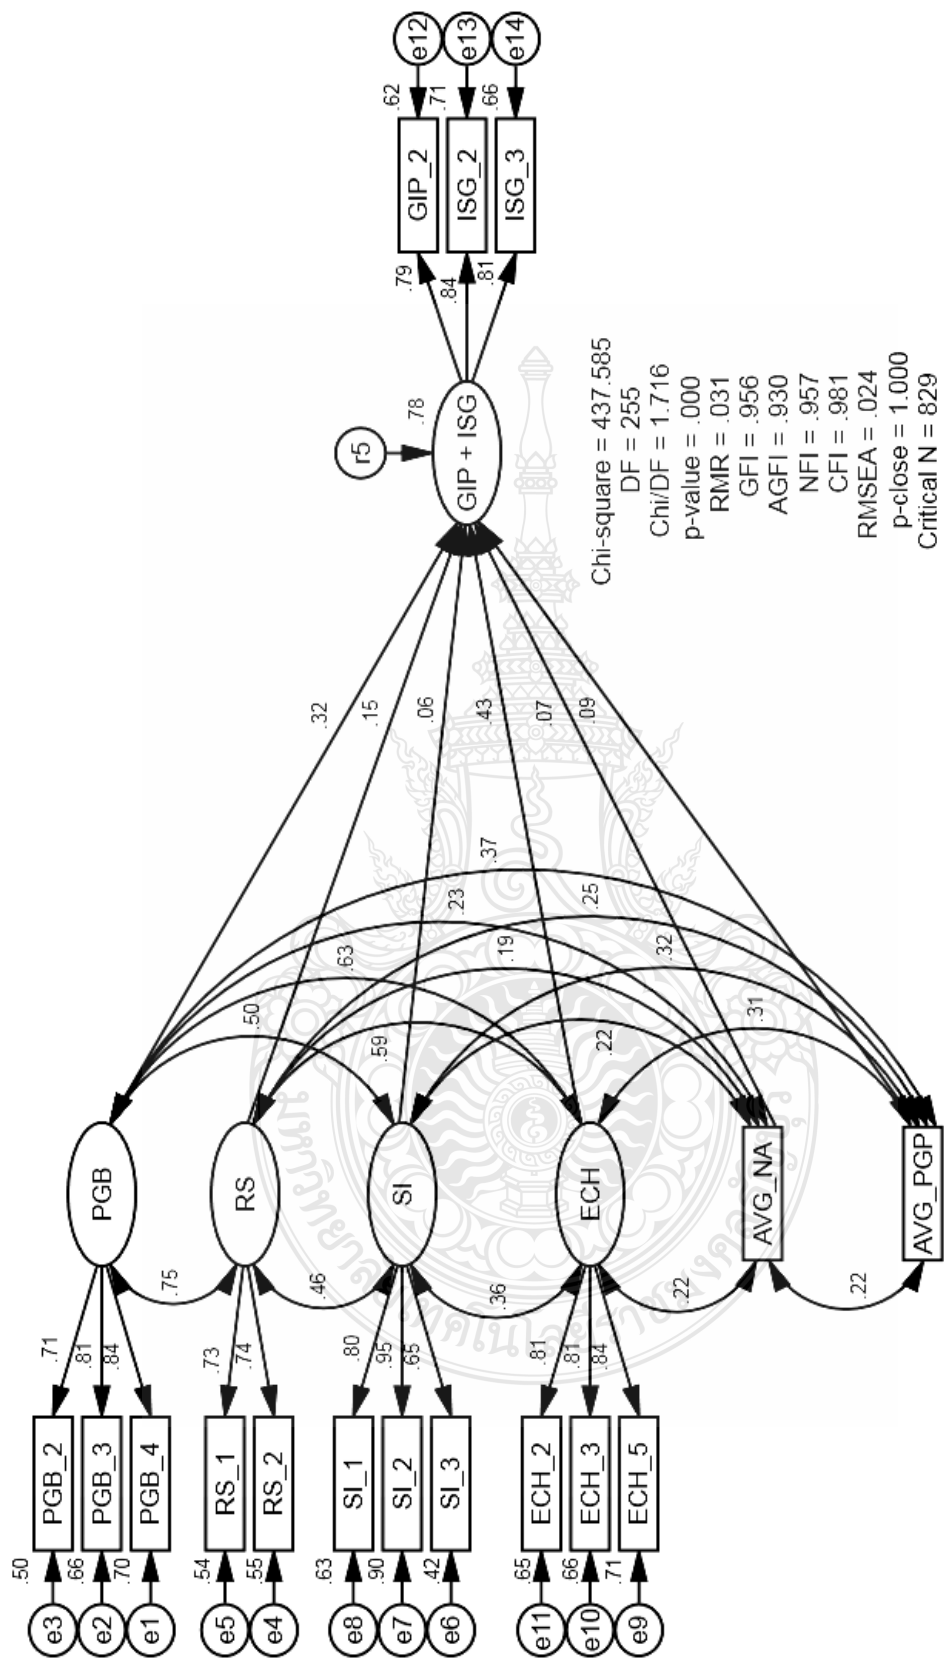 e3
.50
PGB_2
.71
e2
.66
PGB_3
.81
e1
.70
PGB_4
.84
PGB
e5
.54
RS_1
.73
e4
.55
RS_2
.74
RS
e8
.63
SI_1
.80
e7
.90
SI_2
.95
e6
.42
SI_3
.65
SI
e11
.65
ECH_2
.81
e10
.66
ECH_3
.81
e9
.71
ECH_5
.84
ECH
AVG_NA
AVG_PGP
.75
.46
.36
.22
.22
.50
.63
.23
.37
.59
.19
.25
.22
.32
.31
.32
.15
.06
.43
.07
.09
r5
GIP + ISG
.78
.79
GIP_2
.62
e12
.84
ISG_2
.71
e13
.81
ISG_3
.66
e14
Chi-square = 437.585
DF = 255
Chi/DF = 1.716
p-value = .000
RMR = .031
GFI = .956
AGFI = .930
NFI = .957
CFI = .981
RMSEA = .024
p-close = 1.000
Critical N = 829